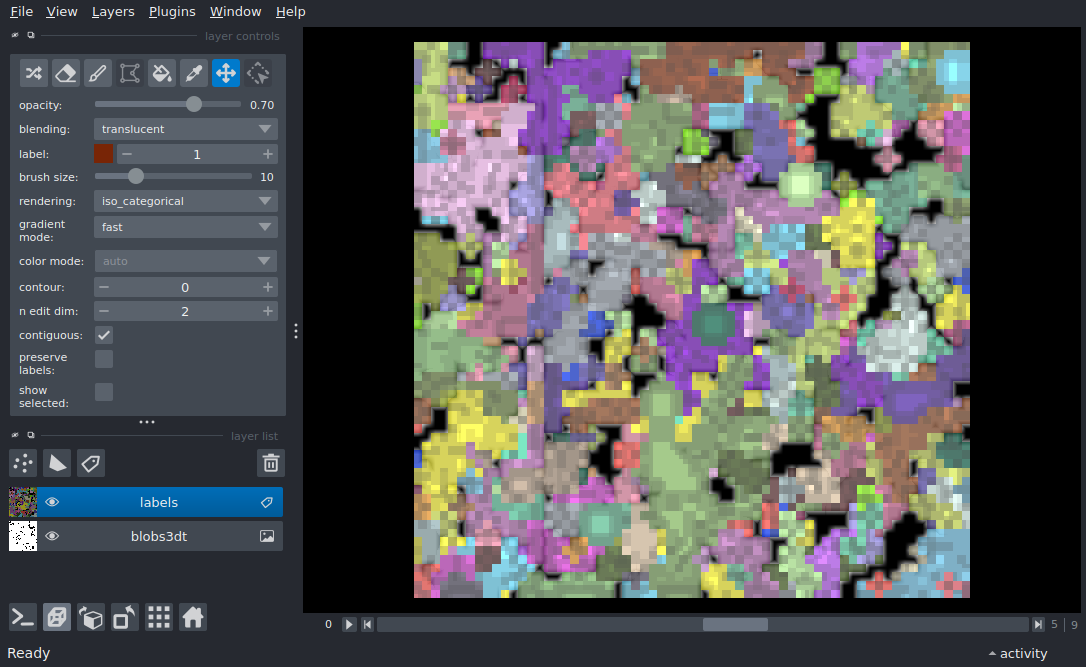 File View Layers Plugins Window Help
layer controls
opacity: 0.70
blending: translucent
label: 1
brush size: 10
rendering: iso_categorical
gradient
mode: fast
color mode: auto
contour: 0
n edit dim: 2
contiguous:
preserve
labels:
show
selected:
layer list
labels
blobs3dt
0 5 | 9
Ready activity